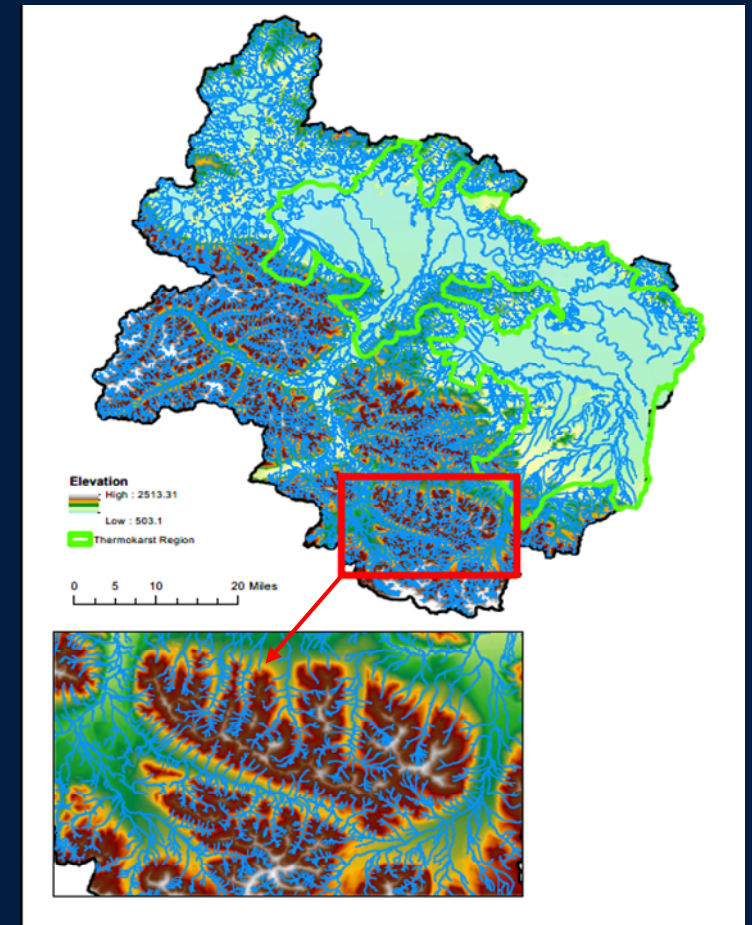 Elevation
High : 2513.31
Low : 503.1
Thermokarst Region
0 5 10 20 Miles